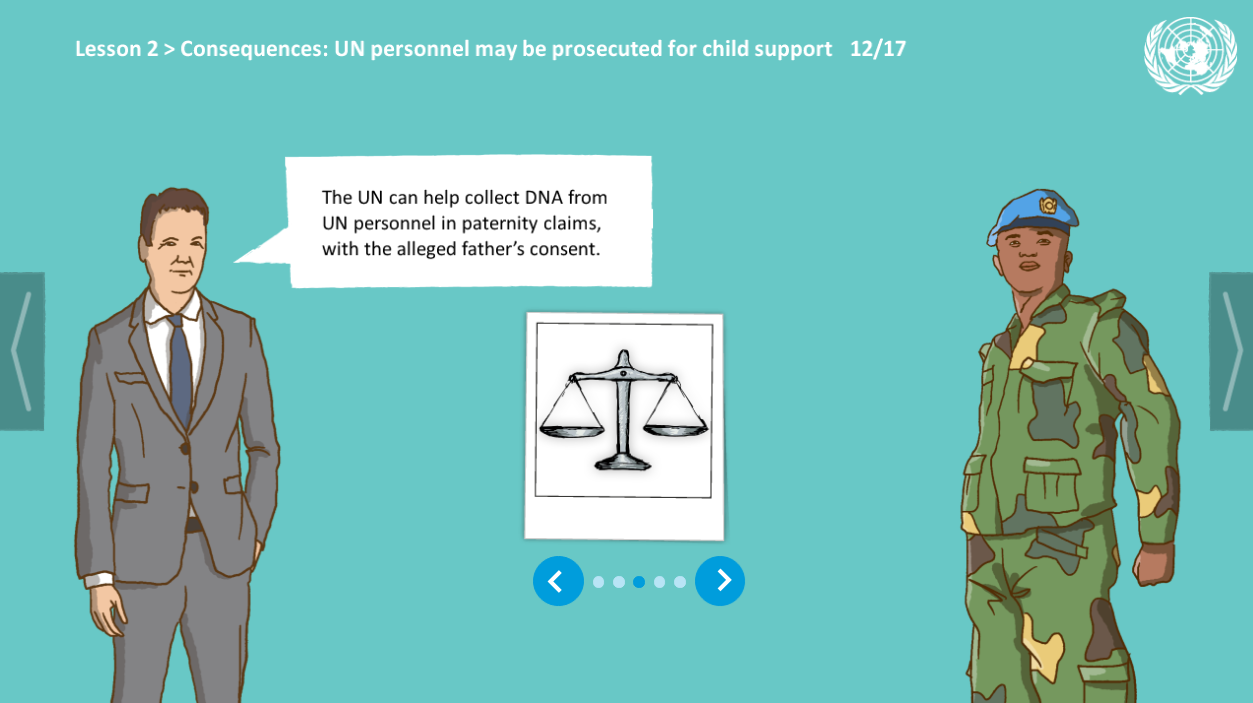 Lesson 2 > Consequences: UN personnel may be prosecuted for child support 12/17
The UN can help collect DNA from
UN personnel in paternity claims,
with the alleged father’s consent.